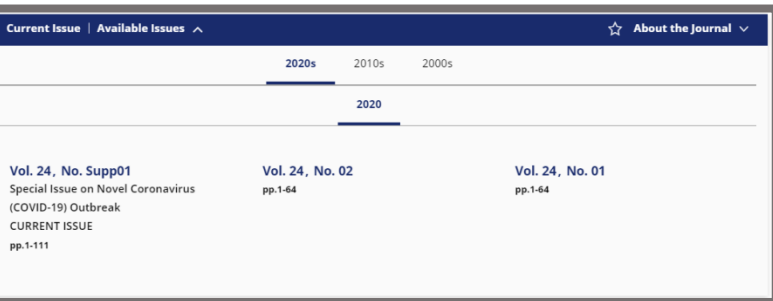 Current Issue | Available Issues
About the Journal
2020s 2010s 2000s
2020
Vol. 24, No. Supp01
Special Issue on Novel Coronavirus
(COVID-19) Outbreak
CURRENT ISSUE
pp.1-111
Vol. 24, No. 02
pp.1-64
Vol. 24, No. 01
pp.1-64